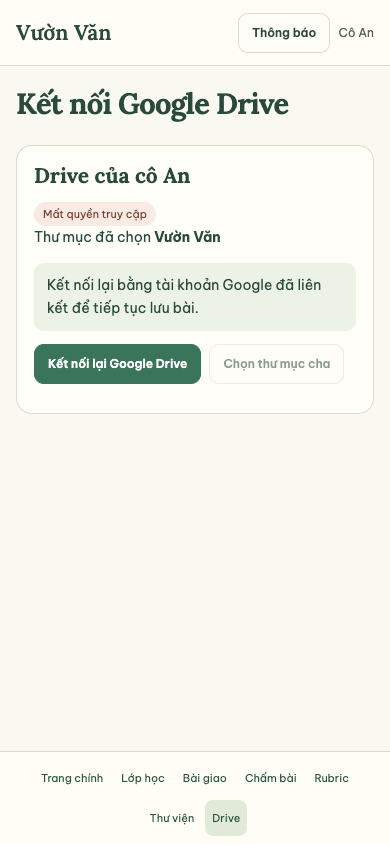 Vườn Văn
Thông báo
Cô An
Kết nối Google Drive
Drive của cô An
Mất quyền truy cập
Thư mục đã chọn Vườn Văn
Kết nối lại bằng tài khoản Google đã liên
kết để tiếp tục lưu bài.
Kết nối lại Google Drive
Chọn thư mục cha
Trang chính
Lớp học
Bài giao
Chấm bài
Rubric
Thư viện
Drive